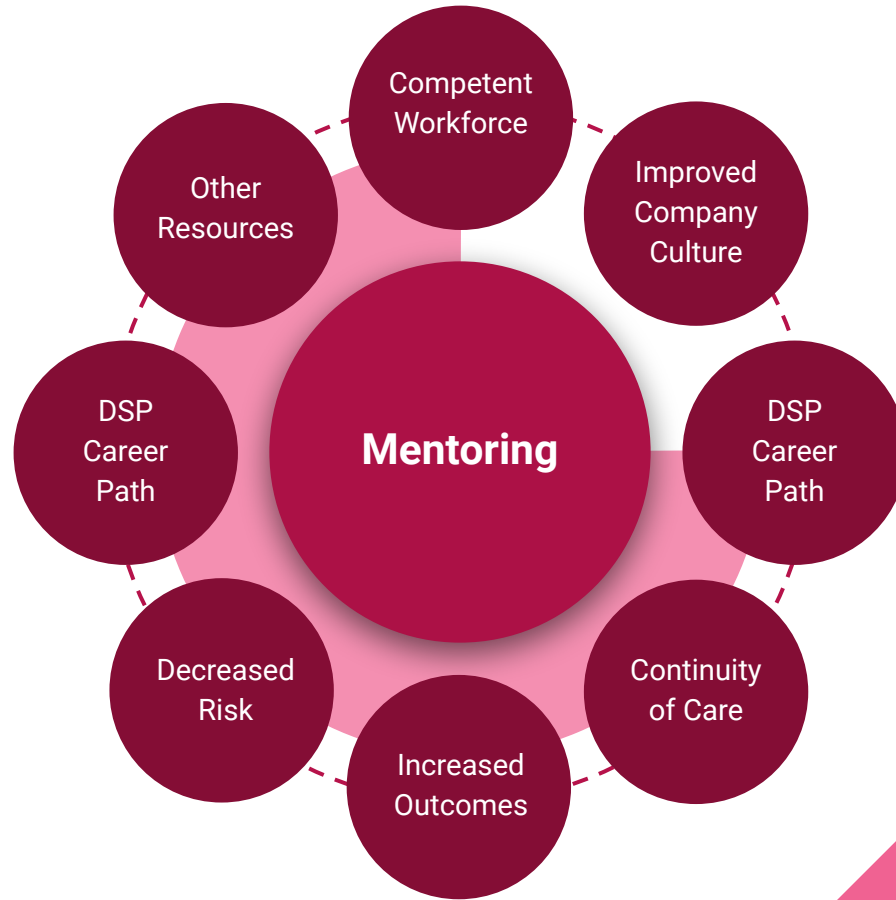 Competent
Workforce
Improved
Company
Culture
Other
Resources
DSP
Career
Path
Mentoring
DSP
Career
Path
Decreased
Risk
Continuity
of Care
Increased
Outcomes